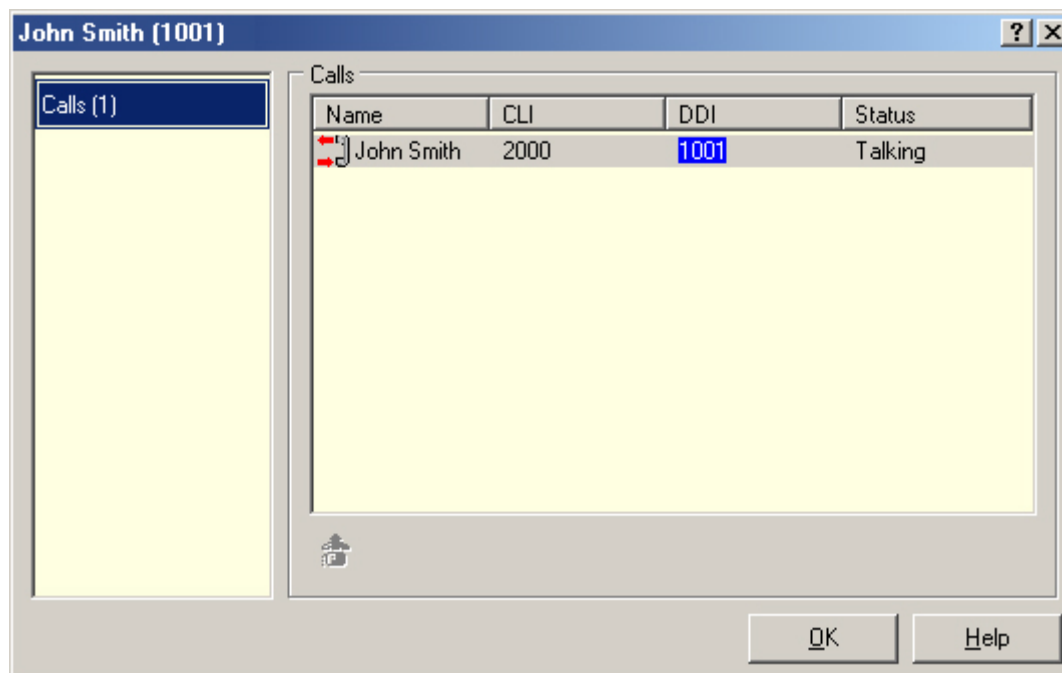 John Smith (1001)
Calls (1)
Calls
Name CLI DDI Status
John Smith 2000 1001 Talking
OK Help